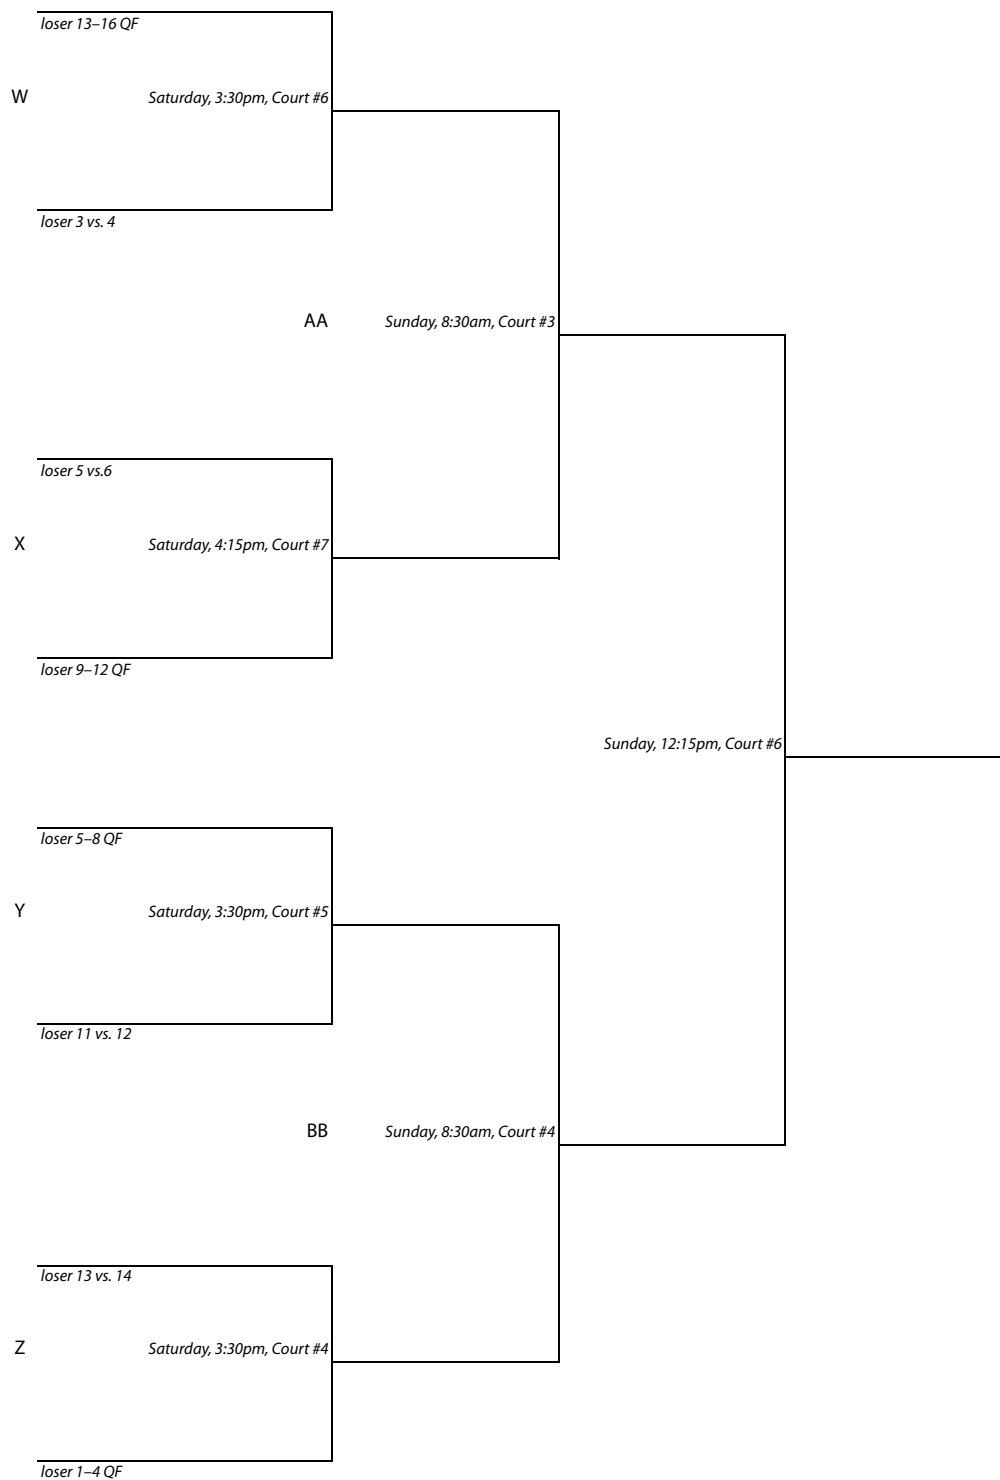 loser 13–16 QF
W
Saturday, 3:30pm, Court #6
loser 3 vs. 4
AA
Sunday, 8:30am, Court #3
loser 5 vs.6
X
Saturday, 4:15pm, Court #7
loser 9–12 QF
Sunday, 12:15pm, Court #6
loser 5–8 QF
Y
Saturday, 3:30pm, Court #5
loser 11 vs. 12
BB
Sunday, 8:30am, Court #4
loser 13 vs. 14
Z
Saturday, 3:30pm, Court #4
loser 1–4 QF